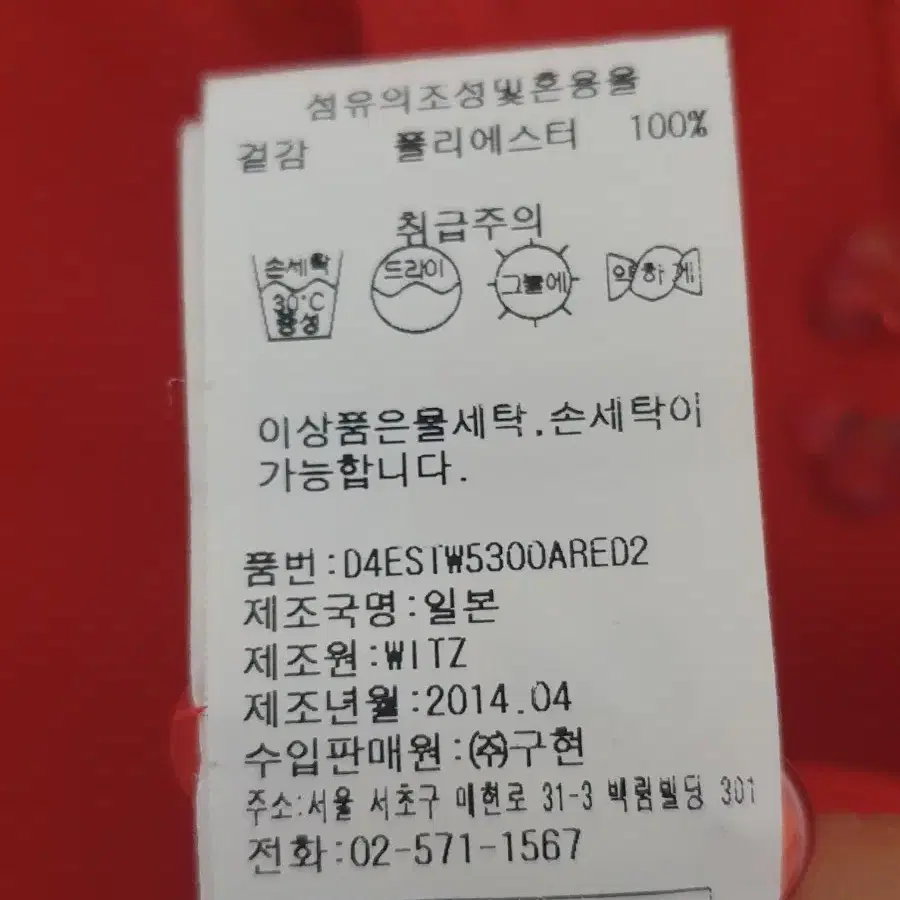 섬유의조성및혼용율
겉감 폴리에스터 100%
취급주의
손세탁 30°C 중성
드라이
그늘에
약하게
이상품은물세탁.손세탁이
가능합니다.
품번:D4ESTW5300ARED2
제조국명:일본
제조원:WITZ
제조년월:2014.04
수입판매원:㈜구현
주소:서울 서초구 매헌로 31-3 백림빌딩 301
전화:02-571-1567